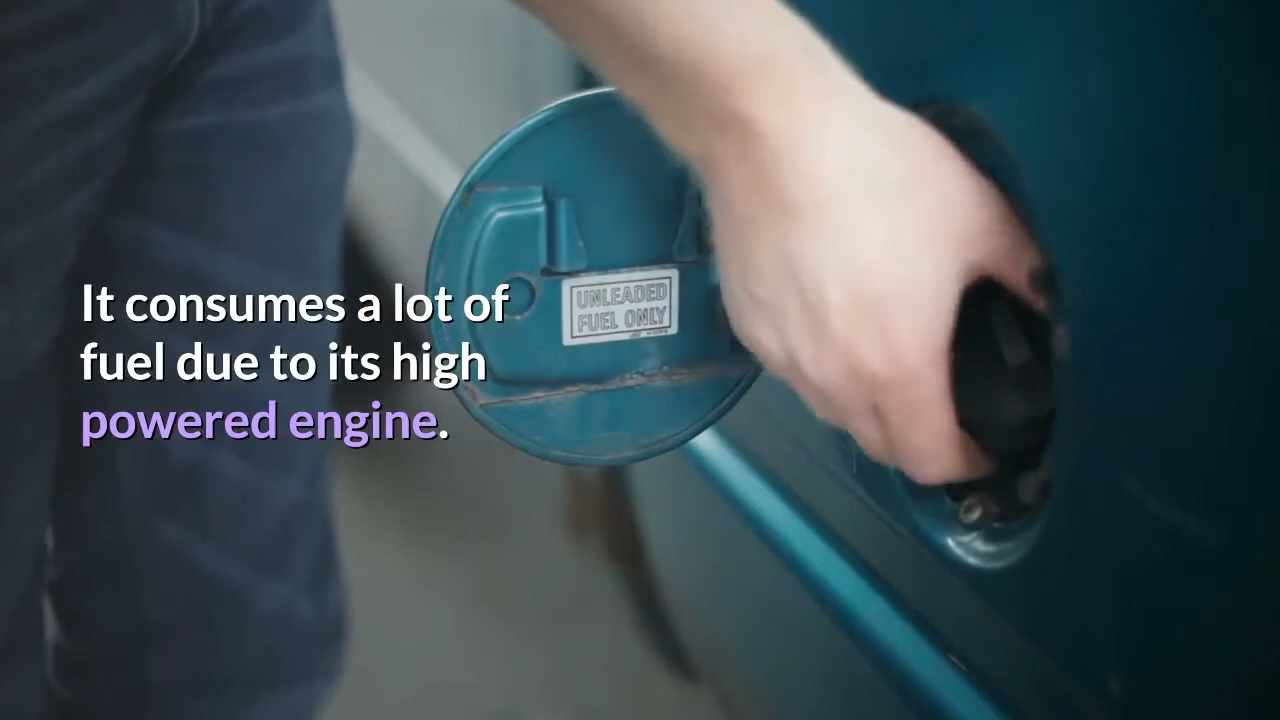 It consumes a lot of
fuel due to its high
powered engine.
UNLEADED
FUEL ONLY